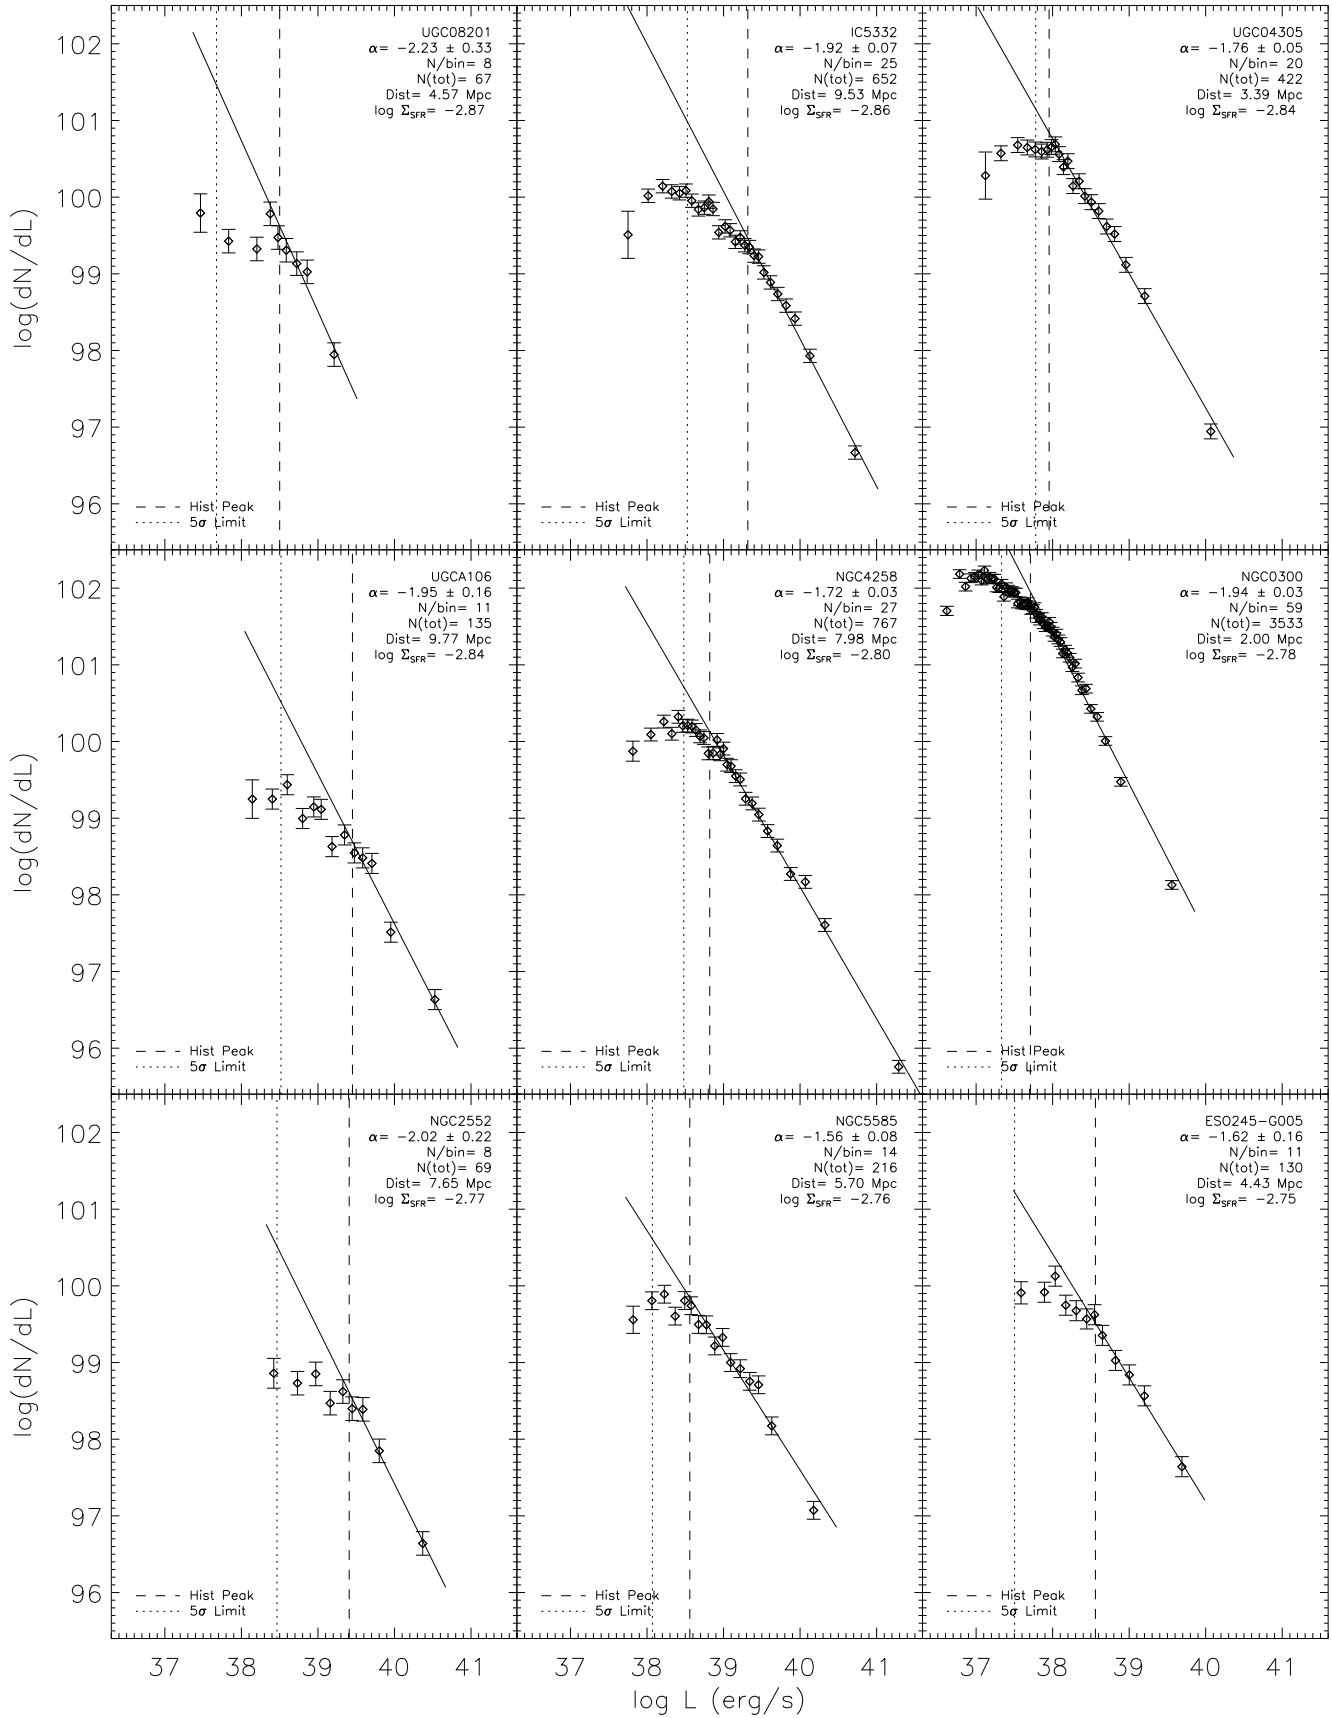 UGC08201
α= −2.23 ± 0.33
N/bin= 8
N(tot)= 67
Dist= 4.57 Mpc
log ΣSFR= −2.87
102
101
100
99
98
97
96
log(dN/dL)
Hist Peak
5σ Limit
IC5332
α= −1.92 ± 0.07
N/bin= 25
N(tot)= 652
Dist= 9.53 Mpc
log ΣSFR= −2.86
Hist Peak
5σ Limit
UGC04305
α= −1.76 ± 0.05
N/bin= 20
N(tot)= 422
Dist= 3.39 Mpc
log ΣSFR= −2.84
Hist Peak
5σ Limit
UGCA106
α= −1.95 ± 0.16
N/bin= 11
N(tot)= 135
Dist= 9.77 Mpc
log ΣSFR= −2.84
102
101
100
99
98
97
96
log(dN/dL)
Hist Peak
5σ Limit
NGC4258
α= −1.72 ± 0.03
N/bin= 27
N(tot)= 767
Dist= 7.98 Mpc
log ΣSFR= −2.80
Hist Peak
5σ Limit
NGC0300
α= −1.94 ± 0.03
N/bin= 59
N(tot)= 3533
Dist= 2.00 Mpc
log ΣSFR= −2.78
Hist Peak
5σ Limit
NGC2552
α= −2.02 ± 0.22
N/bin= 8
N(tot)= 69
Dist= 7.65 Mpc
log ΣSFR= −2.77
102
101
100
99
98
97
96
log(dN/dL)
Hist Peak
5σ Limit
NGC5585
α= −1.56 ± 0.08
N/bin= 14
N(tot)= 216
Dist= 5.70 Mpc
log ΣSFR= −2.76
Hist Peak
5σ Limit
ESO245−G005
α= −1.62 ± 0.16
N/bin= 11
N(tot)= 130
Dist= 4.43 Mpc
log ΣSFR= −2.75
Hist Peak
5σ Limit
37 38 39 40 41 37 38 39 40 41 37 38 39 40 41
log L (erg/s)